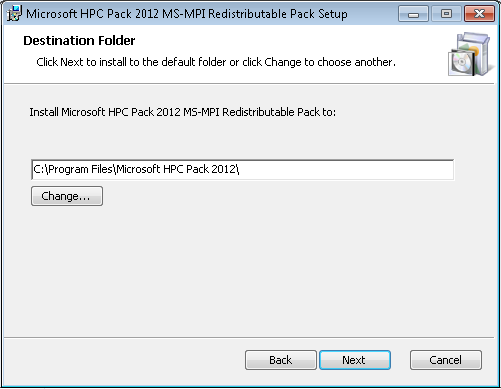 Microsoft HPC Pack 2012 MS-MPI Redistributable Pack Setup
Destination Folder
Click Next to install to the default folder or click Change to choose another.
Install Microsoft HPC Pack 2012 MS-MPI Redistributable Pack to:
C:\Program Files\Microsoft HPC Pack 2012\
Change...
Back Next Cancel